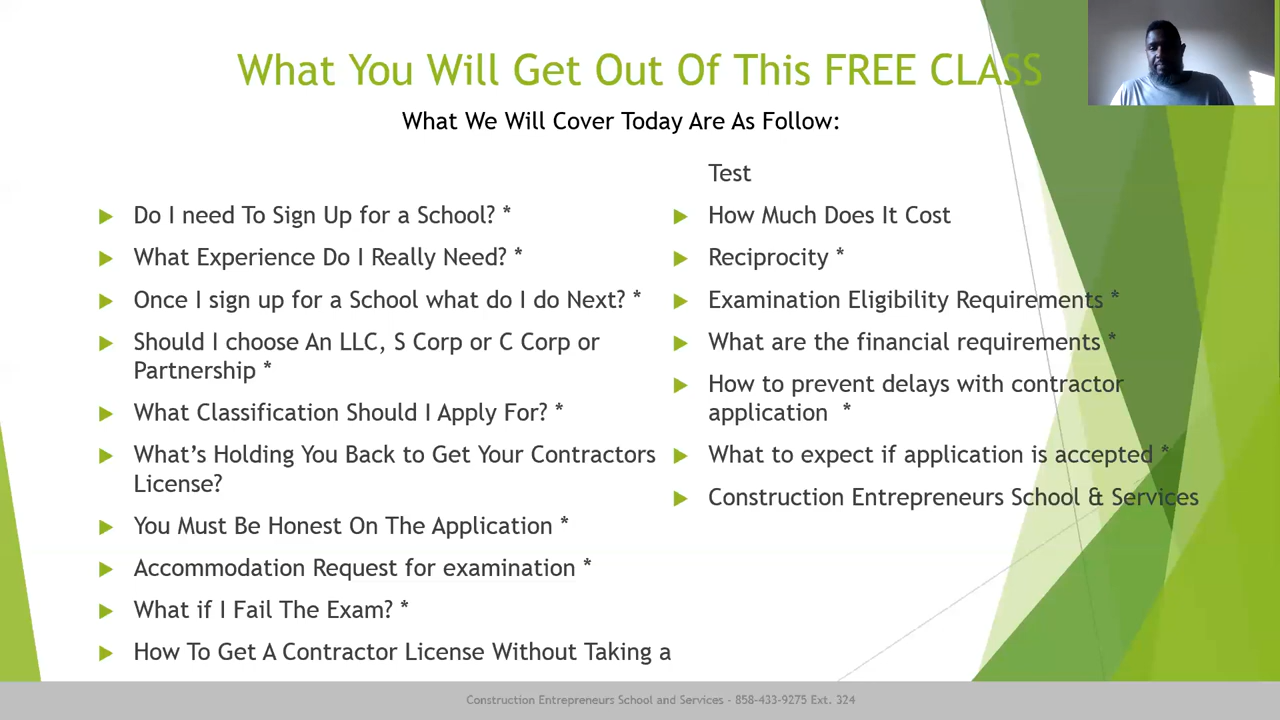 What You Will Get Out Of This FREE CLASS
What We Will Cover Today Are As Follow:
Do I need To Sign Up for a School? *
What Experience Do I Really Need? *
Once I sign up for a School what do I do Next? *
Should I choose An LLC, S Corp or C Corp or
Partnership *
What Classification Should I Apply For? *
What’s Holding You Back to Get Your Contractors
License?
You Must Be Honest On The Application *
Accommodation Request for examination *
What if I Fail The Exam? *
How To Get A Contractor License Without Taking a
Test
How Much Does It Cost
Reciprocity *
Examination Eligibility Requirements *
What are the financial requirements *
How to prevent delays with contractor
application *
What to expect if application is accepted *
Construction Entrepreneurs School & Services
Construction Entrepreneurs School and Services - 858-433-9275 Ext. 324